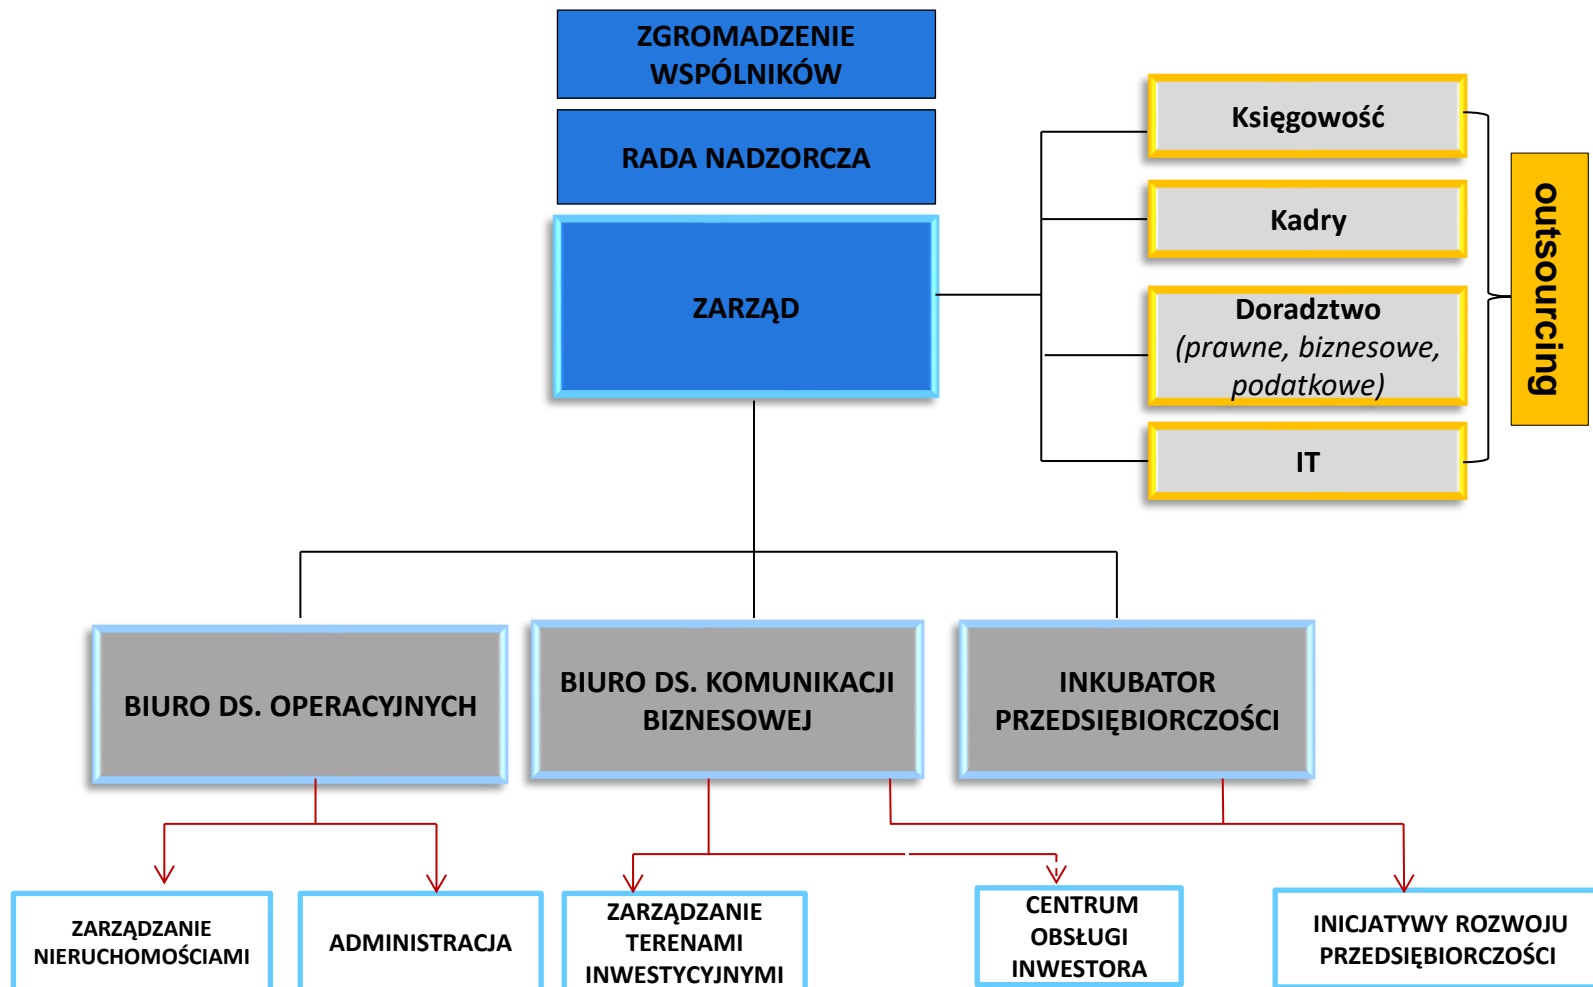 ZGROMADZENIE
WSPÓLNIKÓW
RADA NADZORCZA
ZARZĄD
Księgowość
Kadry
Doradztwo
(prawne, biznesowe,
podatkowe)
IT
outsourcing
BIURO DS. OPERACYJNYCH
BIURO DS. KOMUNIKACJI
BIZNESOWEJ
INKUBATOR
PRZEDSIĘBIORCZOŚCI
ZARZĄDZANIE
NIERUCHOMOŚCIAMI
ADMINISTRACJA
ZARZĄDZANIE
TERENAMI
INWESTYCYJNYMI
CENTRUM
OBSŁUGI
INWESTORA
INICJATYWY ROZWOJU
PRZEDSIĘBIORCZOŚCI